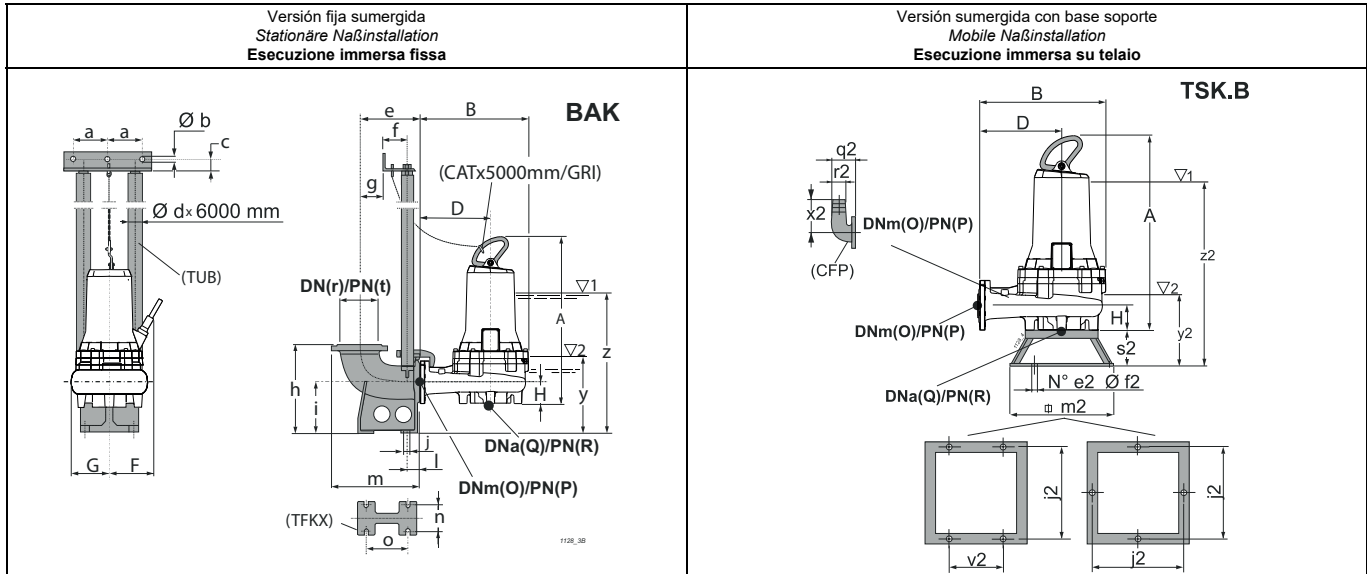 Versión fija sumergida
Stationäre Naßinstallation
Esecuzione immersa fissa
Versión sumergida con base soporte
Mobile Naßinstallation
Esecuzione immersa su telaio
BAK
e
B
a
a
Ø b
c
f
g
(CATx5000mm/GRI)
D
Ø d x 6000 mm
(TUB)
DN(r)/PN(t)
▽1
A
z
▽2
h
i
H
y
j
l
DNa(Q)/PN(R)
G
F
m
DNm(O)/PN(P)
(TFKX)
n
o
1128_3B
TSK.B
B
D
q2
r2
x2
(CFP)
DNm(O)/PN(P)
▽1
A
z2
▽2
DNm(O)/PN(P)
H
y2
s2
DNa(Q)/PN(R)
N° e2 Ø f2
m2
j2
j2
v2
j2